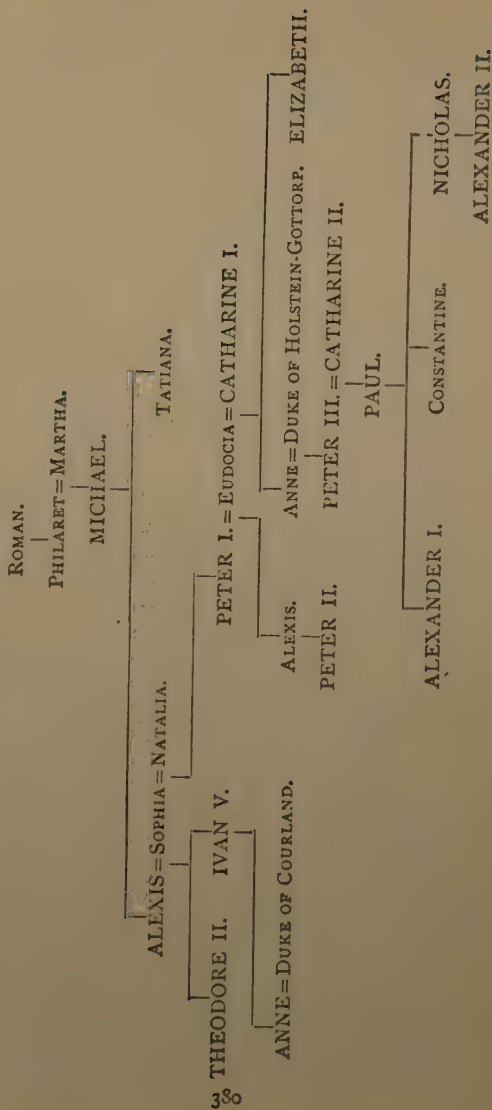 ROMAN.
PHILARET=MARTHA.
MICHAEL.
ALEXIS=SOPHIA=NATALIA. TATIANA.
THEODORE II. IVAN V. PETER I.=EUDOCIA=CATHARINE I.
ANNE=DUKE OF COURLAND. ALEXIS. ANNE=DUKE OF HOLSTEIN-GOTTORP. ELIZABETH.
PETER II. PETER III.=CATHARINE II.
PAUL.
ALEXANDER I. CONSTANTINE. NICHOLAS.
ALEXANDER II.
380